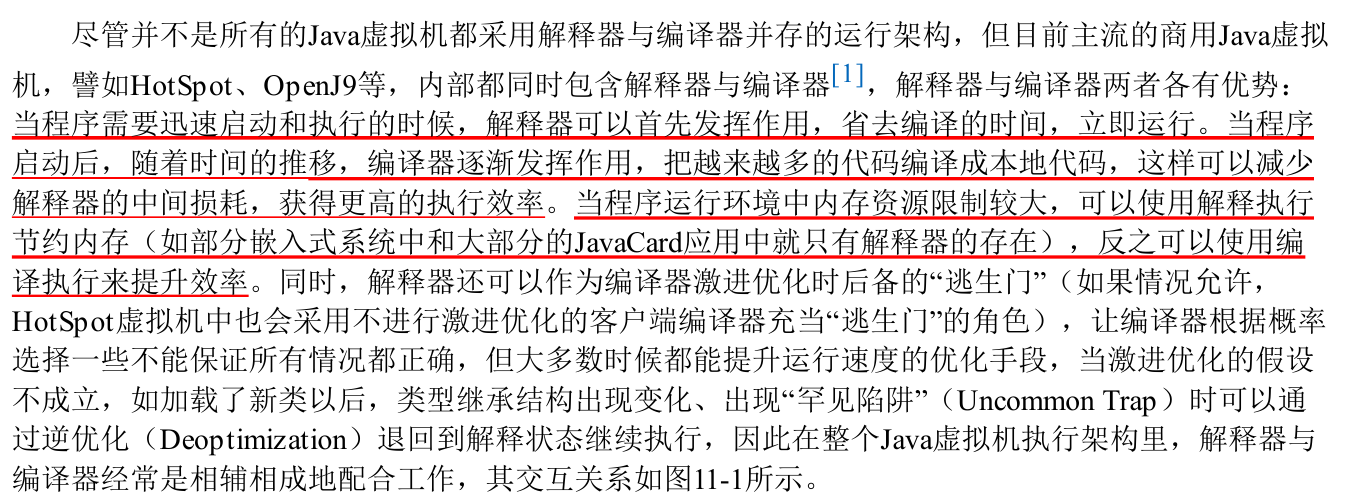 尽管并不是所有的Java虚拟机都采用解释器与编译器并存的运行架构，但目前主流的商用Java虚拟
机，譬如HotSpot、OpenJ9等，内部都同时包含解释器与编译器[1]，解释器与编译器两者各有优势：
当程序需要迅速启动和执行的时候，解释器可以首先发挥作用，省去编译的时间，立即运行。当程序
启动后，随着时间的推移，编译器逐渐发挥作用，把越来越多的代码编译成本地代码，这样可以减少
解释器的中间损耗，获得更高的执行效率。当程序运行环境中内存资源限制较大，可以使用解释执行
节约内存（如部分嵌入式系统中和大部分的JavaCard应用中就只有解释器的存在），反之可以使用编
译执行来提升效率。同时，解释器还可以作为编译器激进优化时后备的“逃生门”（如果情况允许，
HotSpot虚拟机中也会采用不进行激进优化的客户端编译器充当“逃生门”的角色），让编译器根据概率
选择一些不能保证所有情况都正确，但大多数时候都能提升运行速度的优化手段，当激进优化的假设
不成立，如加载了新类以后，类型继承结构出现变化、出现“罕见陷阱”（Uncommon Trap）时可以通
过逆优化（Deoptimization）退回到解释状态继续执行，因此在整个Java虚拟机执行架构里，解释器与
编译器经常是相辅相成地配合工作，其交互关系如图11-1所示。